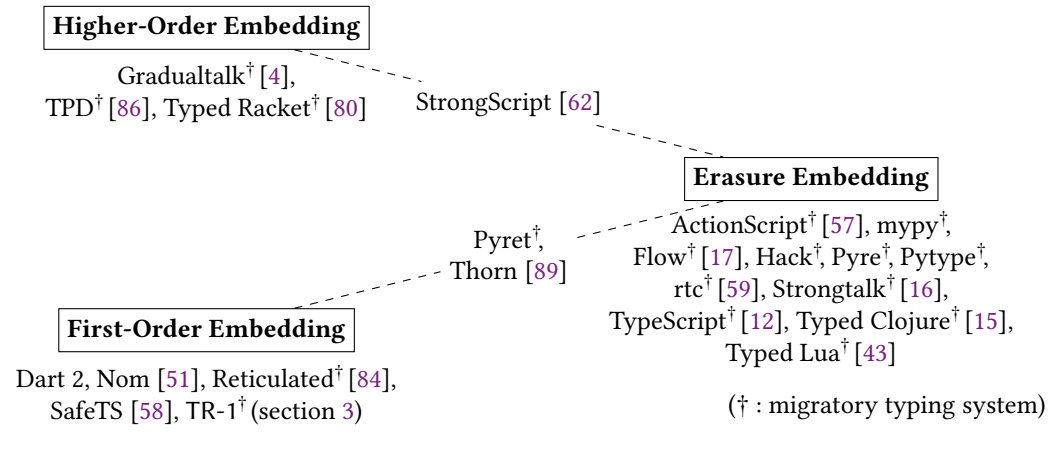 Higher-Order Embedding
Gradualtalk† [4],
TPD† [86], Typed Racket† [80]
StrongScript [62]
Erasure Embedding
ActionScript† [57], mypy†,
Flow† [17], Hack†, Pyre†, Pytype†,
rtc† [59], Strongtalk† [16],
TypeScript† [12], Typed Clojure† [15],
Typed Lua† [43]
Pyret†,
Thorn [89]
First-Order Embedding
Dart 2, Nom [51], Reticulated† [84],
SafeTS [58], TR-1† (section 3)
(† : migratory typing system)